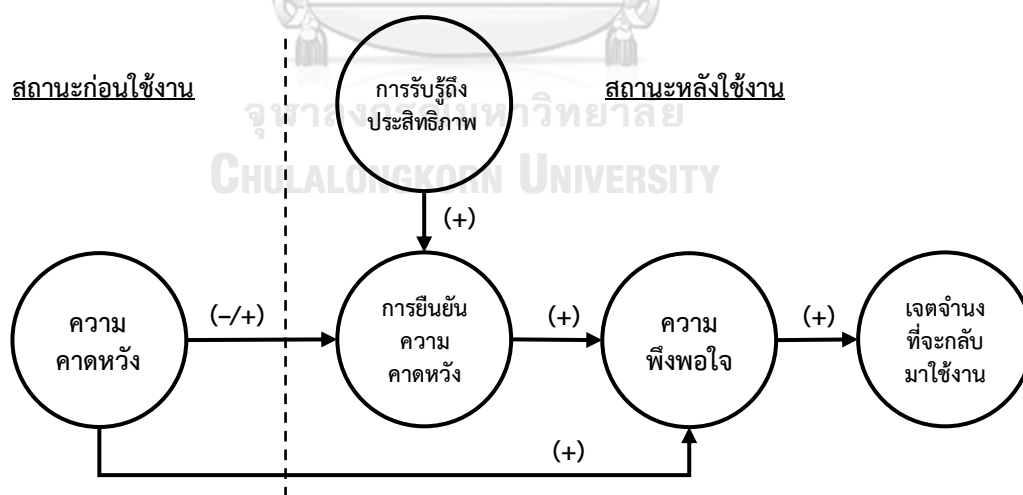 สถานะก่อนใช้งาน
การรับรู้ถึง
ประสิทธิภาพ
สถานะหลังใช้งาน
จุฬาลงกรณ์มหาวิทยาลัย
CHULALONGKORN UNIVERSITY
(+)
ความ
คาดหวัง
(–/+)
การยืนยัน
ความ
คาดหวัง
(+)
ความ
พึงพอใจ
(+)
เจตจำนง
ที่จะกลับ
มาใช้งาน
(+)